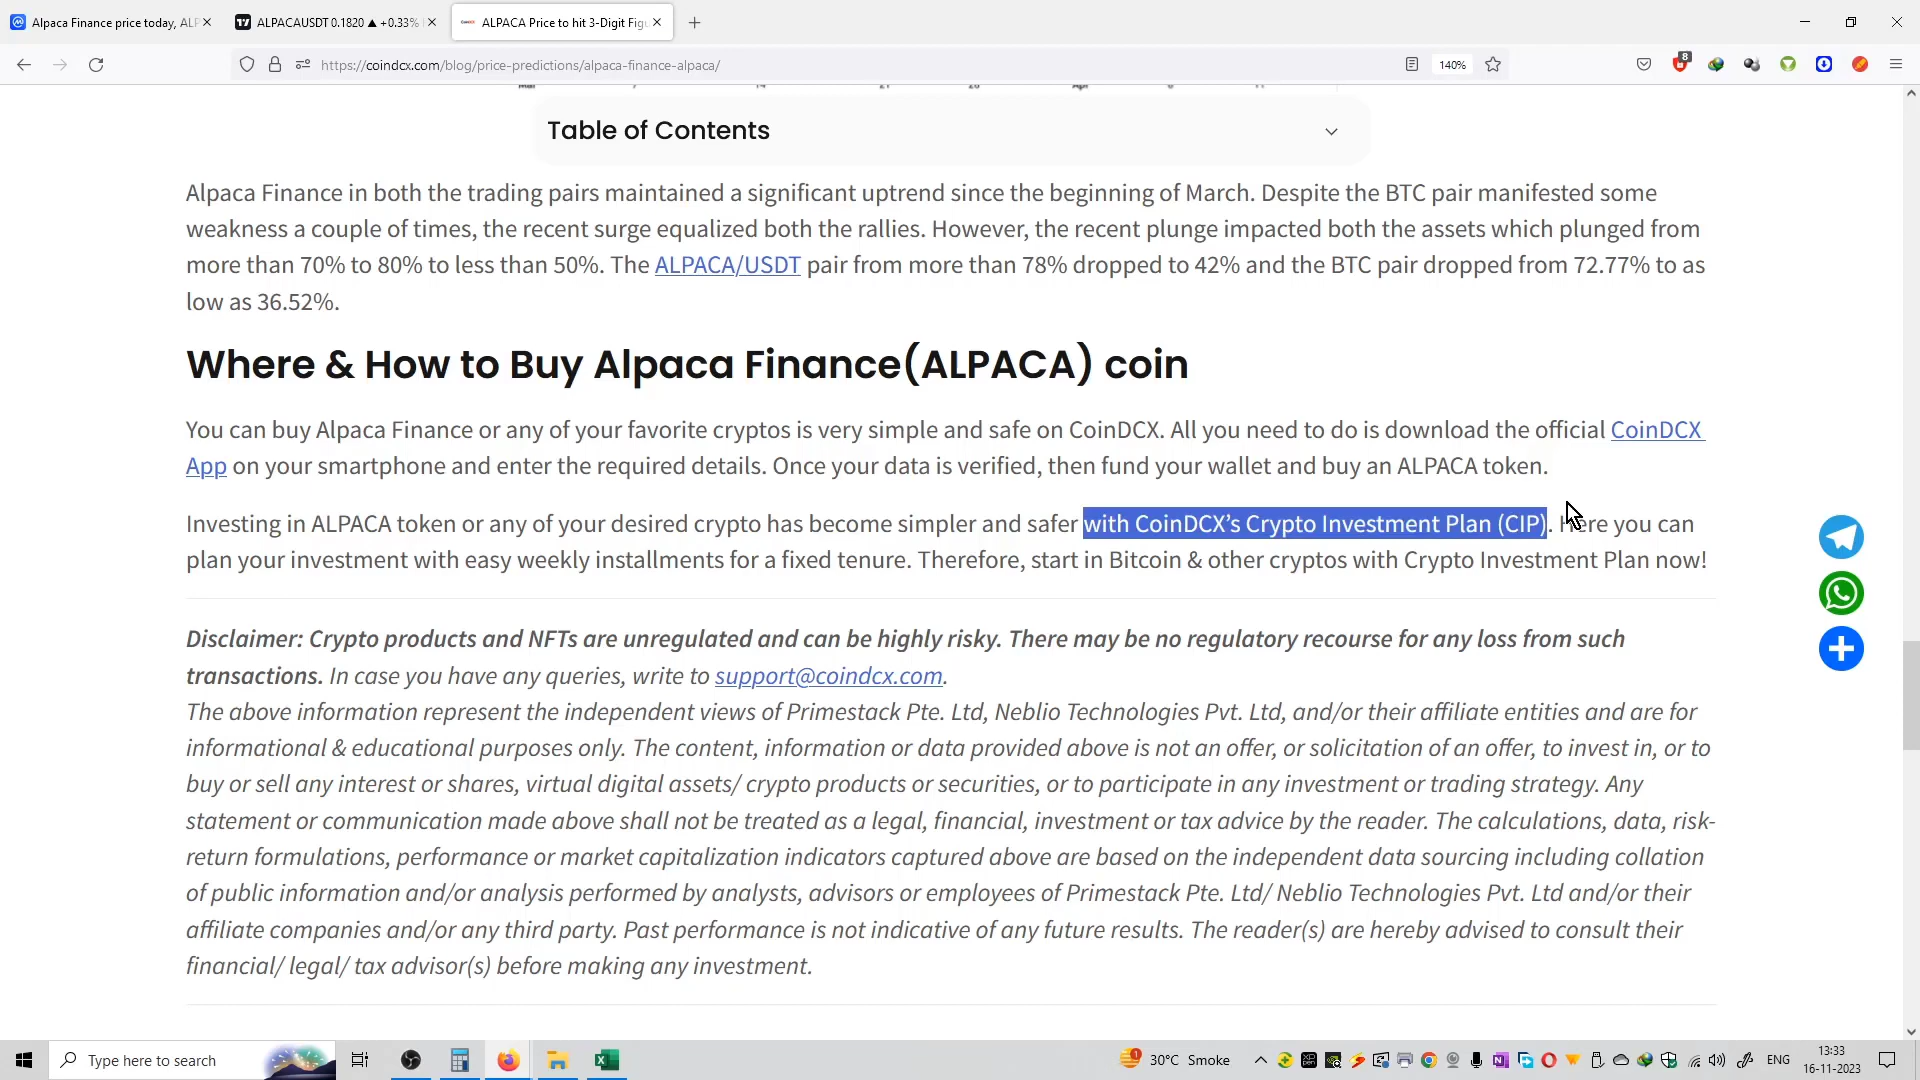 Alpaca Finance price today, ALP
ALPACAUSDT 0.1820 ▲ +0.33%
ALPACA Price to hit 3-Digit Figu
https://coindcx.com/blog/price-predictions/alpaca-finance-alpaca/
140%
8
Table of Contents
Alpaca Finance in both the trading pairs maintained a significant uptrend since the beginning of March. Despite the BTC pair manifested some
weakness a couple of times, the recent surge equalized both the rallies. However, the recent plunge impacted both the assets which plunged from
more than 70% to 80% to less than 50%. The ALPACA/USDT pair from more than 78% dropped to 42% and the BTC pair dropped from 72.77% to as
low as 36.52%.
Where & How to Buy Alpaca Finance(ALPACA) coin
You can buy Alpaca Finance or any of your favorite cryptos is very simple and safe on CoinDCX. All you need to do is download the official CoinDCX
App on your smartphone and enter the required details. Once your data is verified, then fund your wallet and buy an ALPACA token.
Investing in ALPACA token or any of your desired crypto has become simpler and safer with CoinDCX’s Crypto Investment Plan (CIP). Here you can
plan your investment with easy weekly installments for a fixed tenure. Therefore, start in Bitcoin & other cryptos with Crypto Investment Plan now!
Disclaimer: Crypto products and NFTs are unregulated and can be highly risky. There may be no regulatory recourse for any loss from such
transactions. In case you have any queries, write to support@coindcx.com.
The above information represent the independent views of Primestack Pte. Ltd, Neblio Technologies Pvt. Ltd, and/or their affiliate entities and are for
informational & educational purposes only. The content, information or data provided above is not an offer, or solicitation of an offer, to invest in, or to
buy or sell any interest or shares, virtual digital assets/ crypto products or securities, or to participate in any investment or trading strategy. Any
statement or communication made above shall not be treated as a legal, financial, investment or tax advice by the reader. The calculations, data, risk-
return formulations, performance or market capitalization indicators captured above are based on the independent data sourcing including collation
of public information and/or analysis performed by analysts, advisors or employees of Primestack Pte. Ltd/ Neblio Technologies Pvt. Ltd and/or their
affiliate companies and/or any third party. Past performance is not indicative of any future results. The reader(s) are hereby advised to consult their
financial/ legal/ tax advisor(s) before making any investment.
Type here to search
30°C Smoke
ENG
13:33
16-11-2023